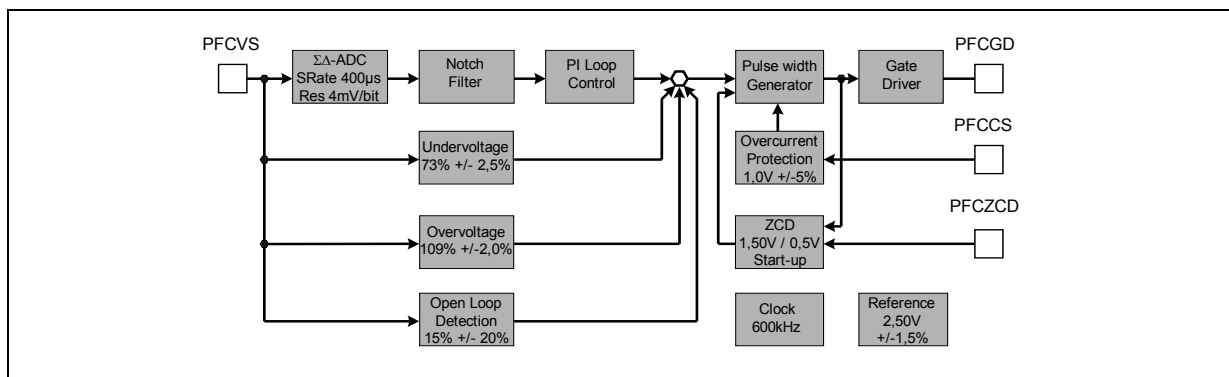 PFCVS
ΣΔ-ADC
SRate 400µs
Res 4mV/bit
Notch
Filter
PI Loop
Control
Pulse width
Generator
Gate
Driver
PFCGD
Undervoltage
73% +/- 2,5%
Overcurrent
Protection
1,0V +/-5%
PFCCS
Overvoltage
109% +/-2,0%
ZCD
1,50V / 0,5V
Start-up
PFCZCD
Open Loop
Detection
15% +/- 20%
Clock
600kHz
Reference
2,50V
+/-1,5%